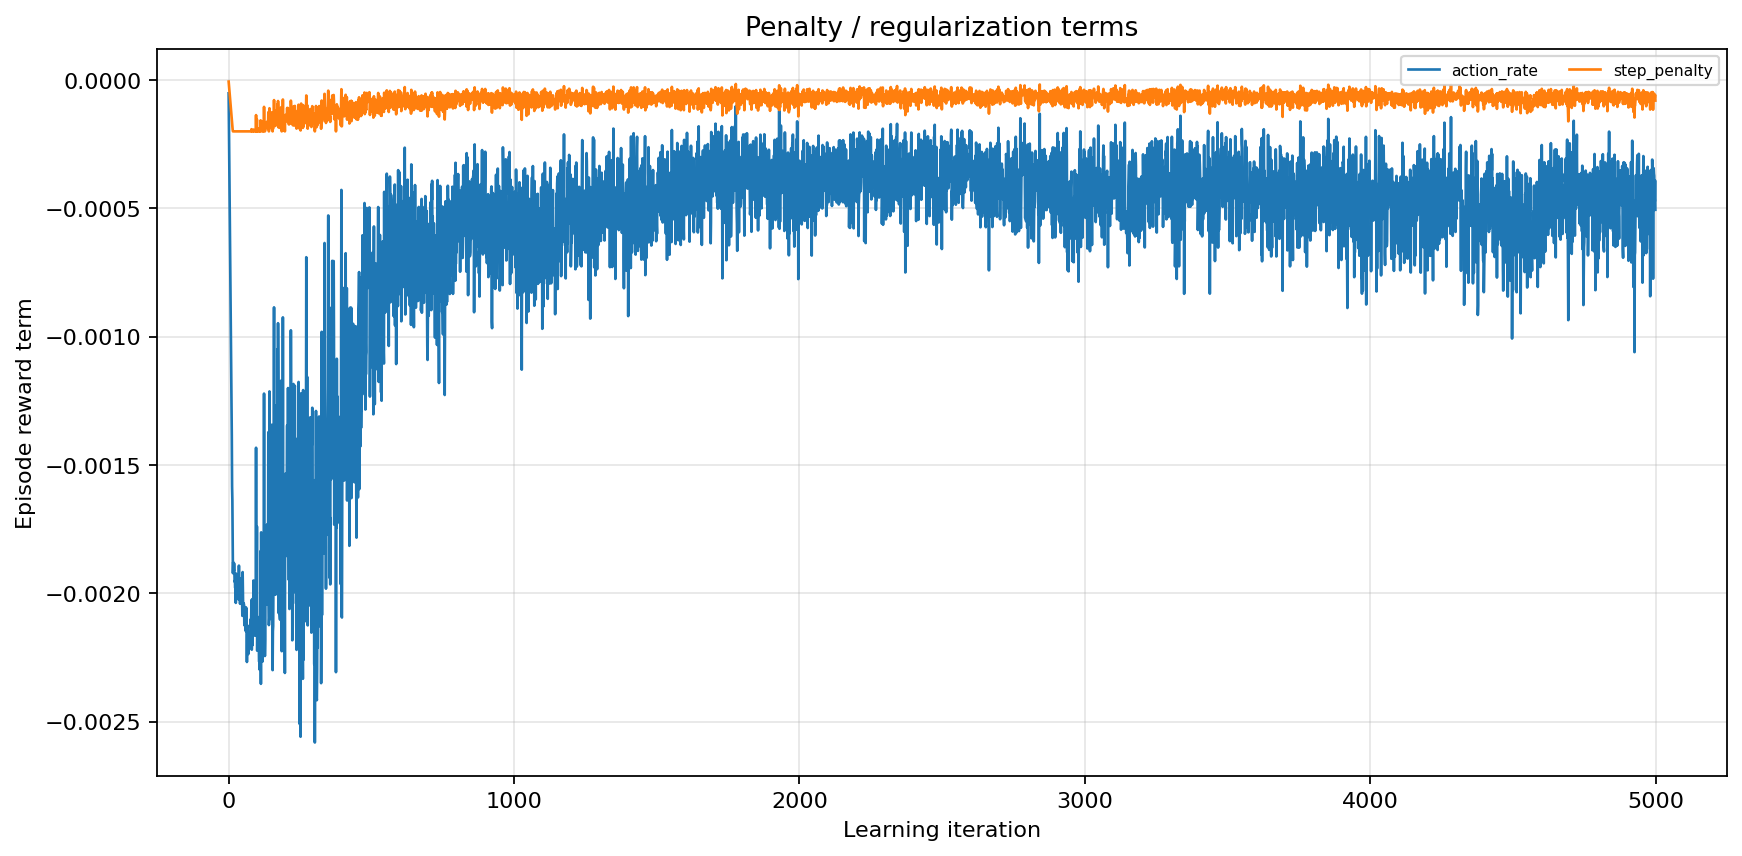 Penalty / regularization terms
action_rate step_penalty
Episode reward term
0.0000
−0.0005
−0.0010
−0.0015
−0.0020
−0.0025
0 1000 2000 3000 4000 5000
Learning iteration